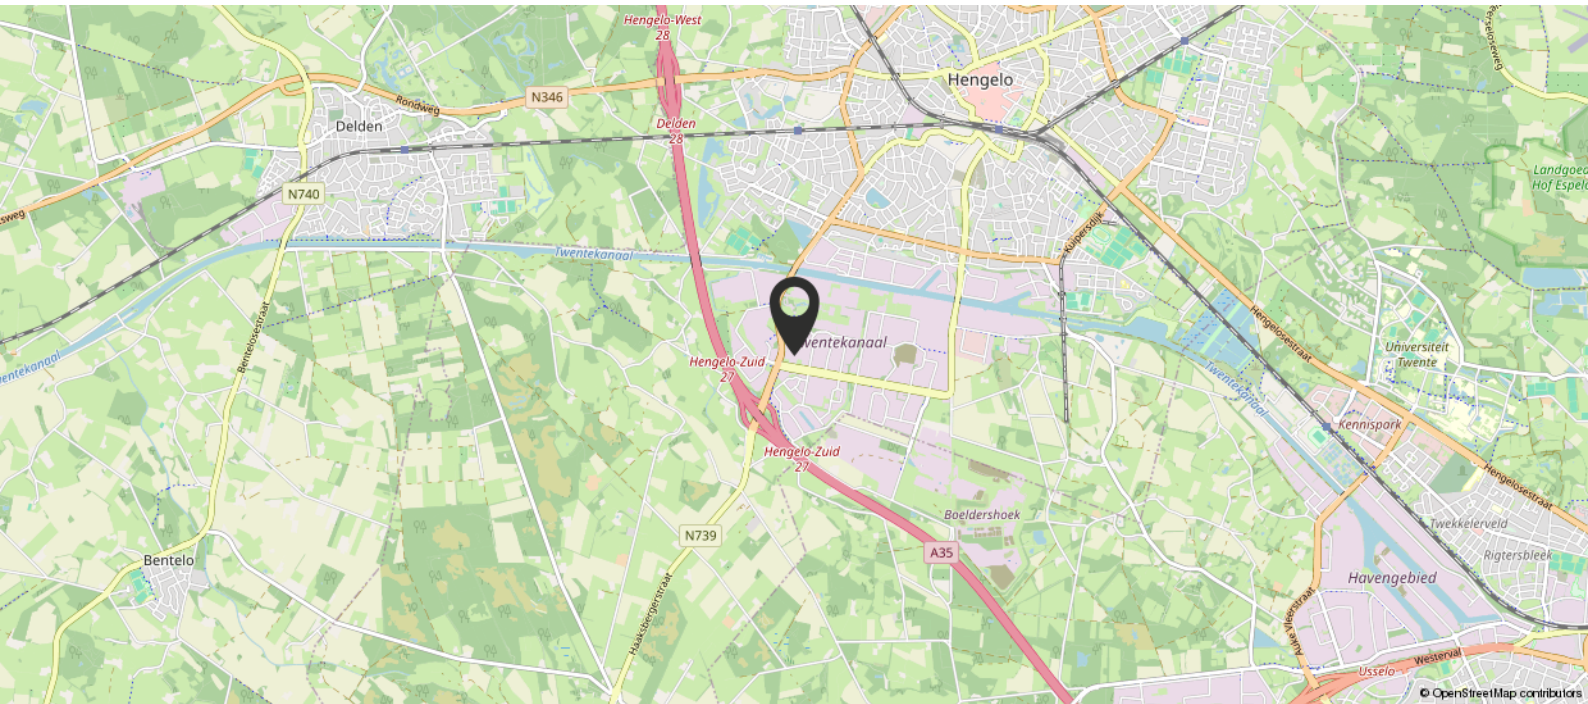 Hengelo-West
28
Hengelo
N346
Rondweg
Delden
Delden
28
N740
Landgoed
Hof Espelo
Kuipersdijk
Twentekanaal
Twentekanaal
Hengelosestraat
Bentelosestraat
Universiteit
Twente
Hengelo-Zuid
27
Twentekanaal
Kennispark
Hengelo-Zuid
27
Hengelosestraat
Boeldershoek
Twekkelerveld
N739
A35
Rigtersbleek
Bentelo
Havengebied
Haaksbergerstraat
Auke Vleerstraat
Westerval
Usselo
© OpenStreetMap contributors